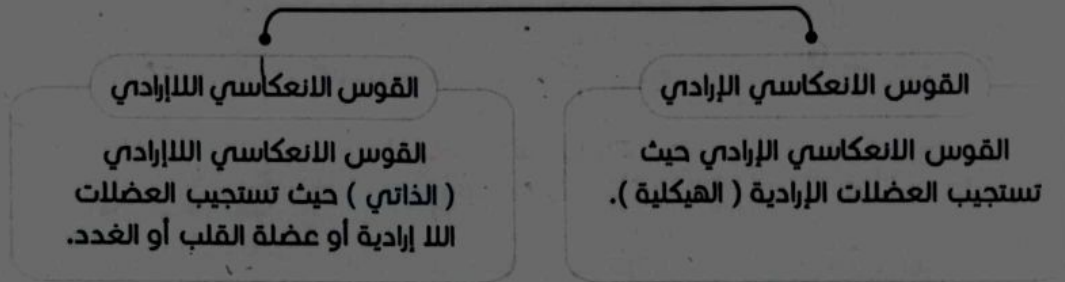 القوس الانعكاسي الإرادي
القوس الانعكاسي الإرادي حيث
تستجيب العضلات الإرادية ( الهيكلية ).
القوس الانعكاسي اللاإرادي
القوس الانعكاسي اللاإرادي
( الذاتي ) حيث تستجيب العضلات
اللا إرادية أو عضلة القلب أو الغدد.